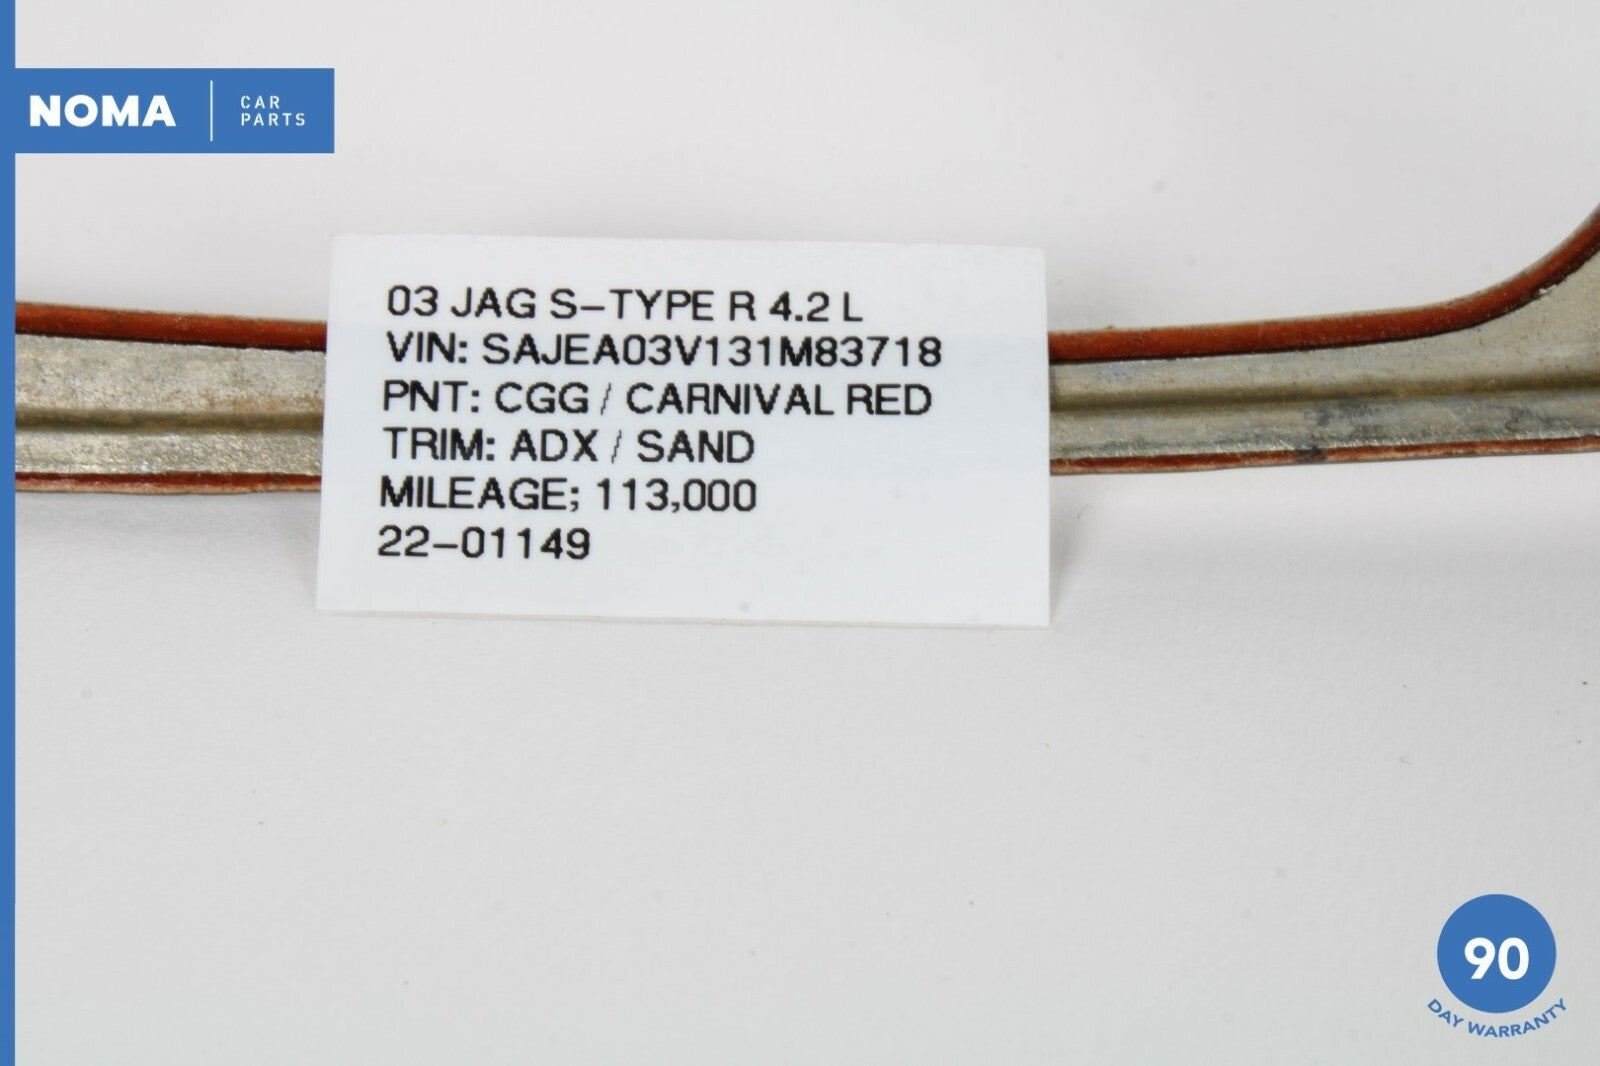 NOMA
CAR
PARTS
03 JAG S-TYPE R 4.2 L
VIN: SAJEA03V131M83718
PNT: CGG / CARNIVAL RED
TRIM: ADX / SAND
MILEAGE; 113,000
22-01149
90
DAY WARRANTY